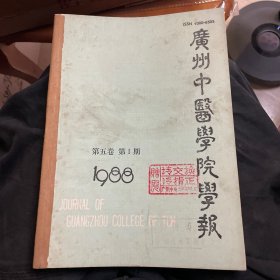 ISSN 1000-6303
廣州中醫學院學報
第五卷 第1期
1988
JOURNAL OF
GUANGZHOU COLLEGE OF TCM